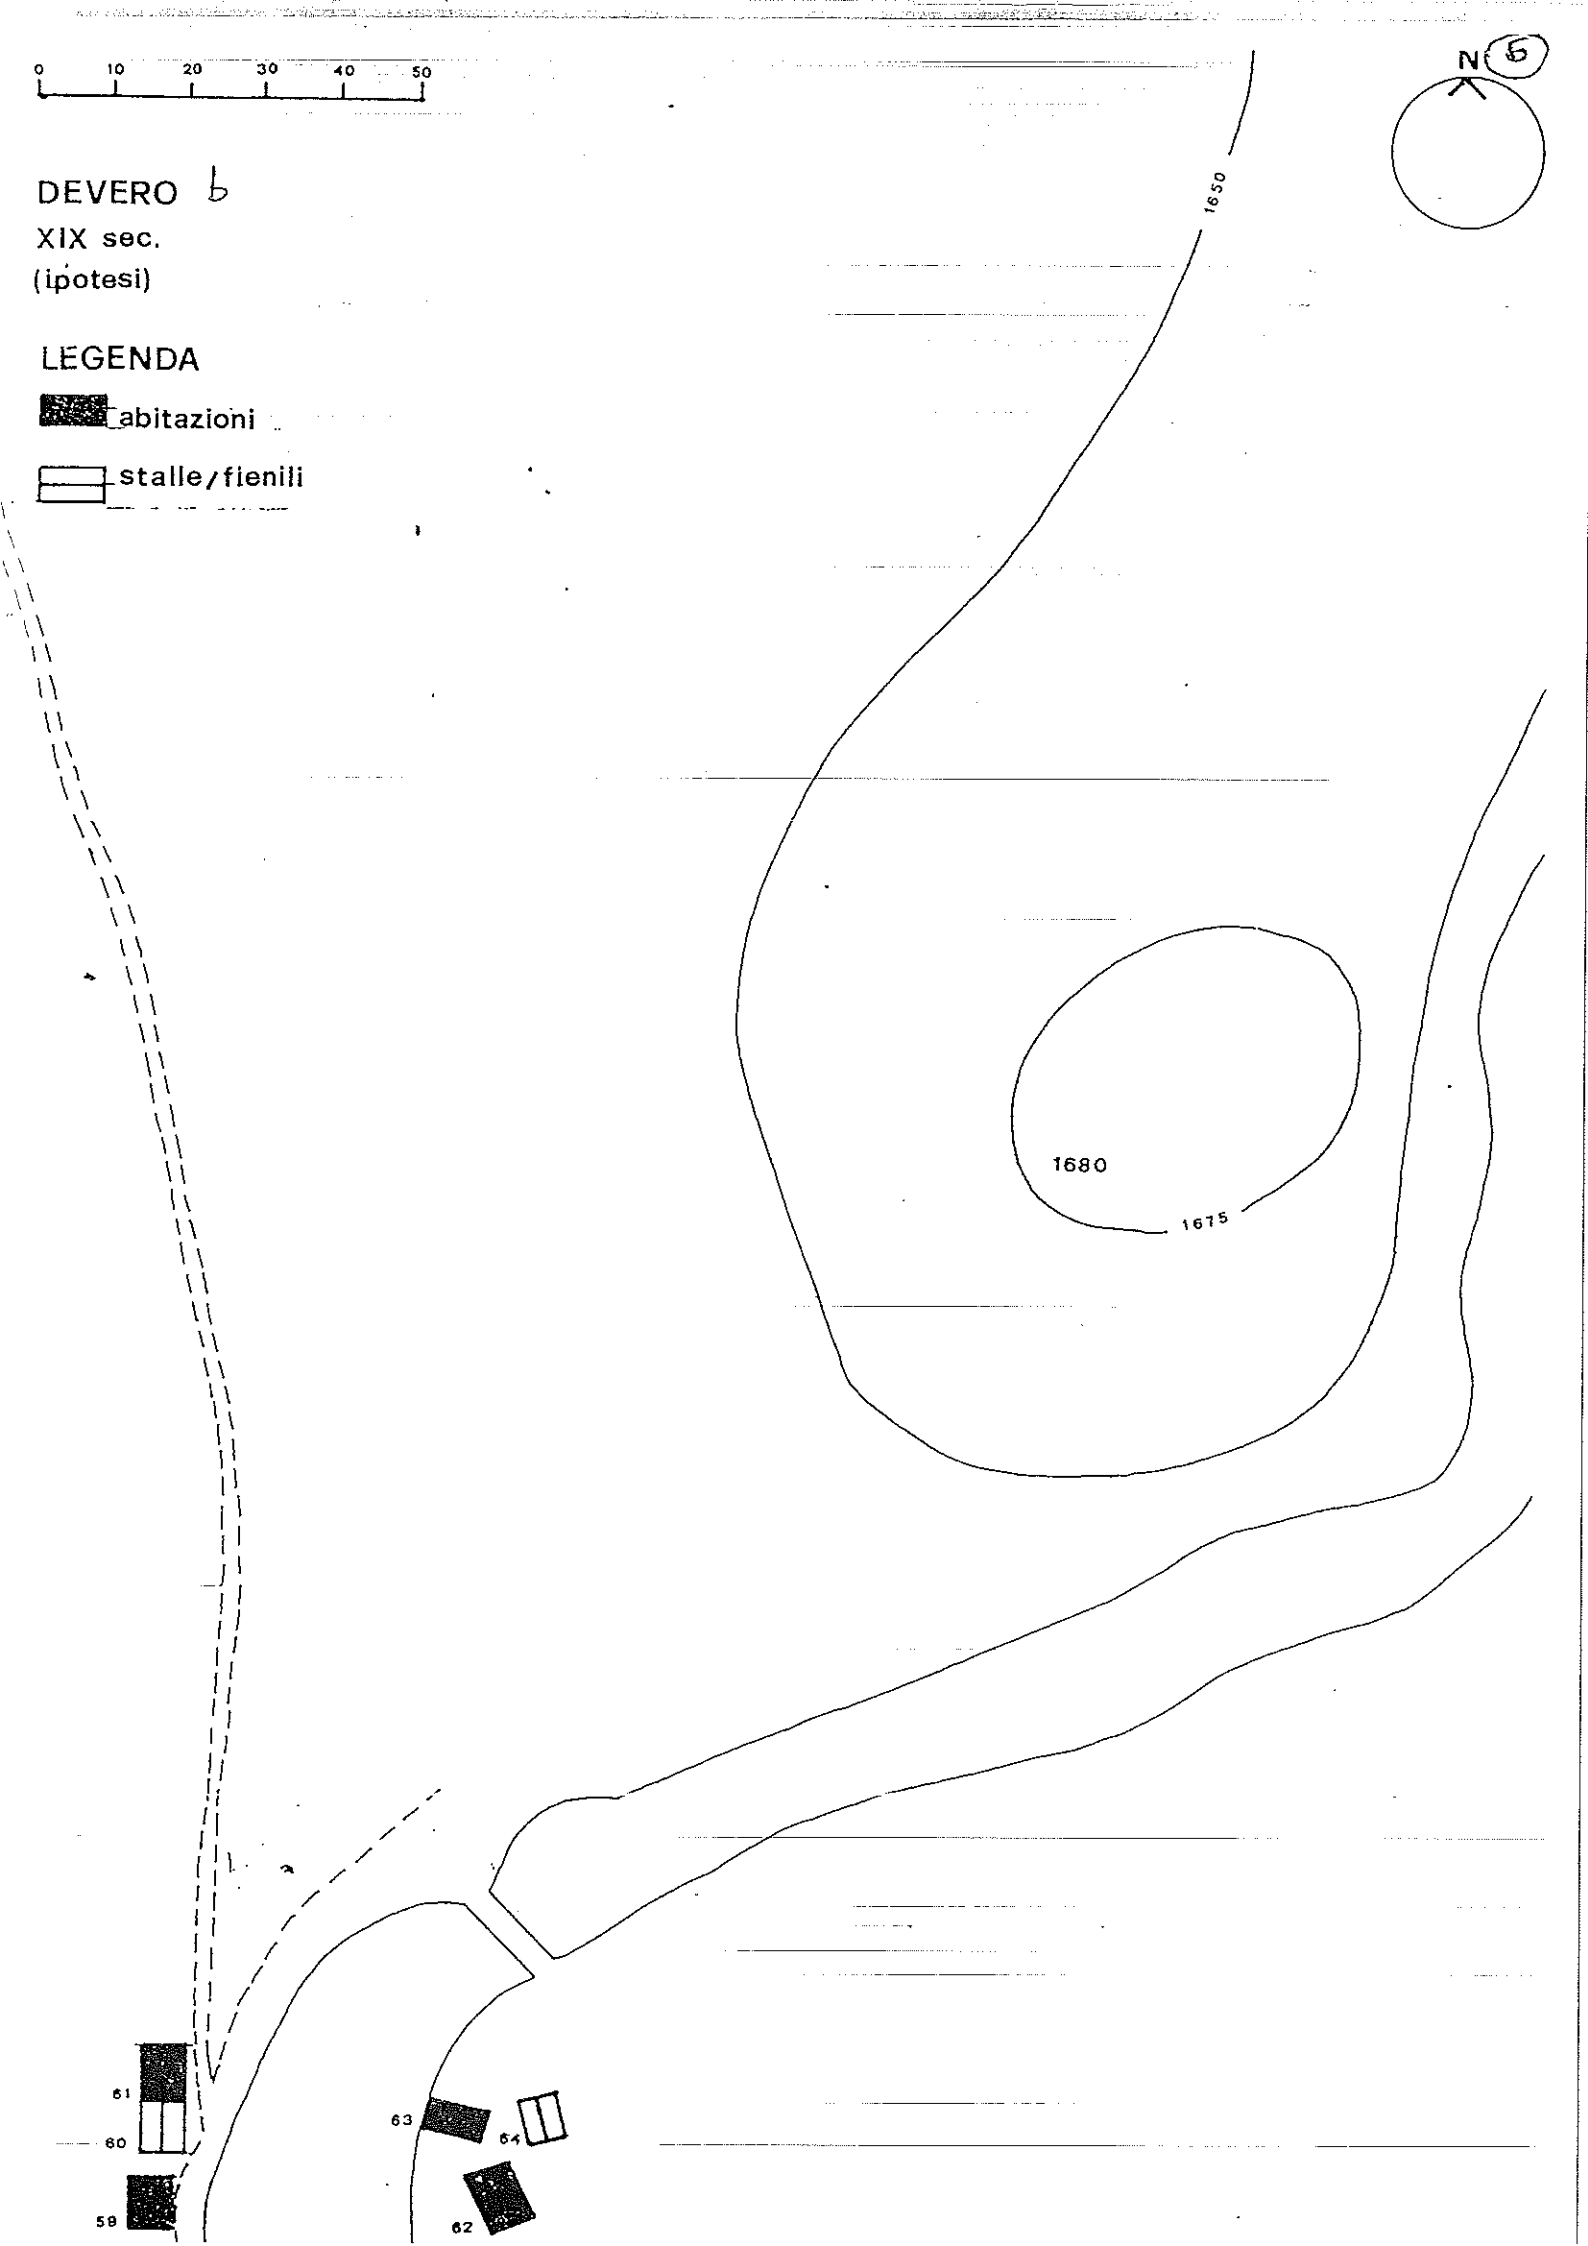 0 10 20 30 40 50
N 5
DEVERO b
XIX sec.
(ipotesi)
LEGENDA
abitazioni
stalle/fienili
1650
1680
1675
61
60
59
63
64
62